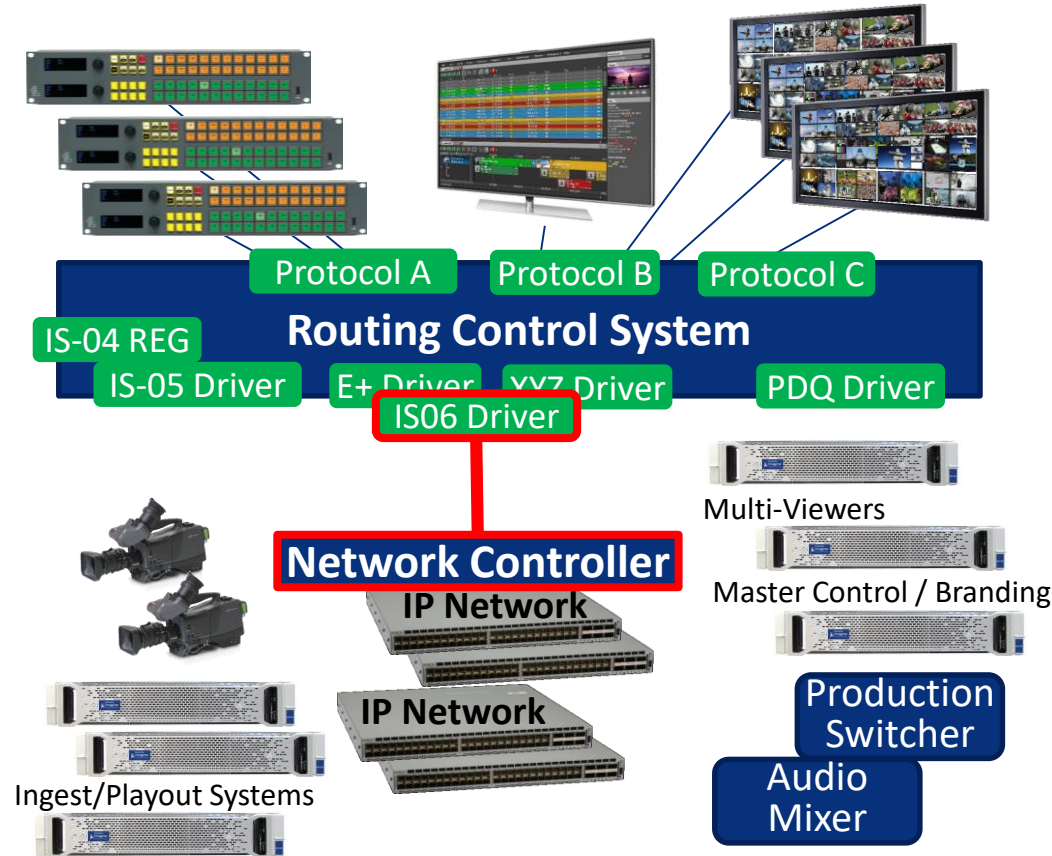 Protocol A
Protocol B
Protocol C
Routing Control System
IS-04 REG
IS-05 Driver
E+ Driver
XYZ Driver
PDQ Driver
IS06 Driver
Multi-Viewers
Network Controller
IP Network
Master Control / Branding
IP Network
Production
Switcher
Audio
Mixer
Ingest/Playout Systems